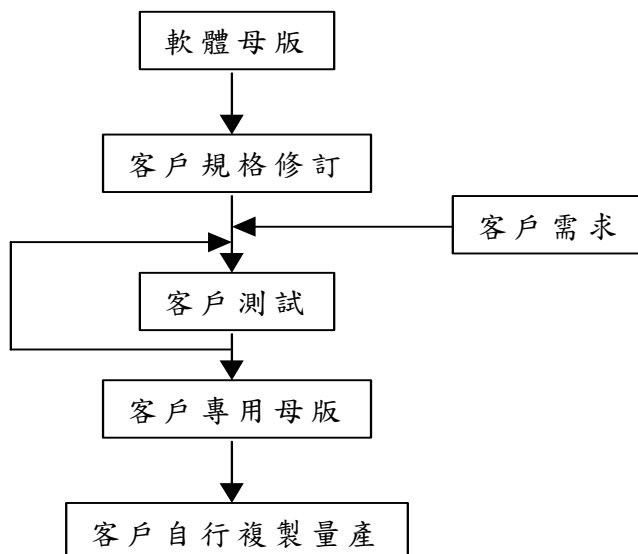 軟體母版
客戶規格修訂
客戶需求
客戶測試
客戶專用母版
客戶自行複製量產